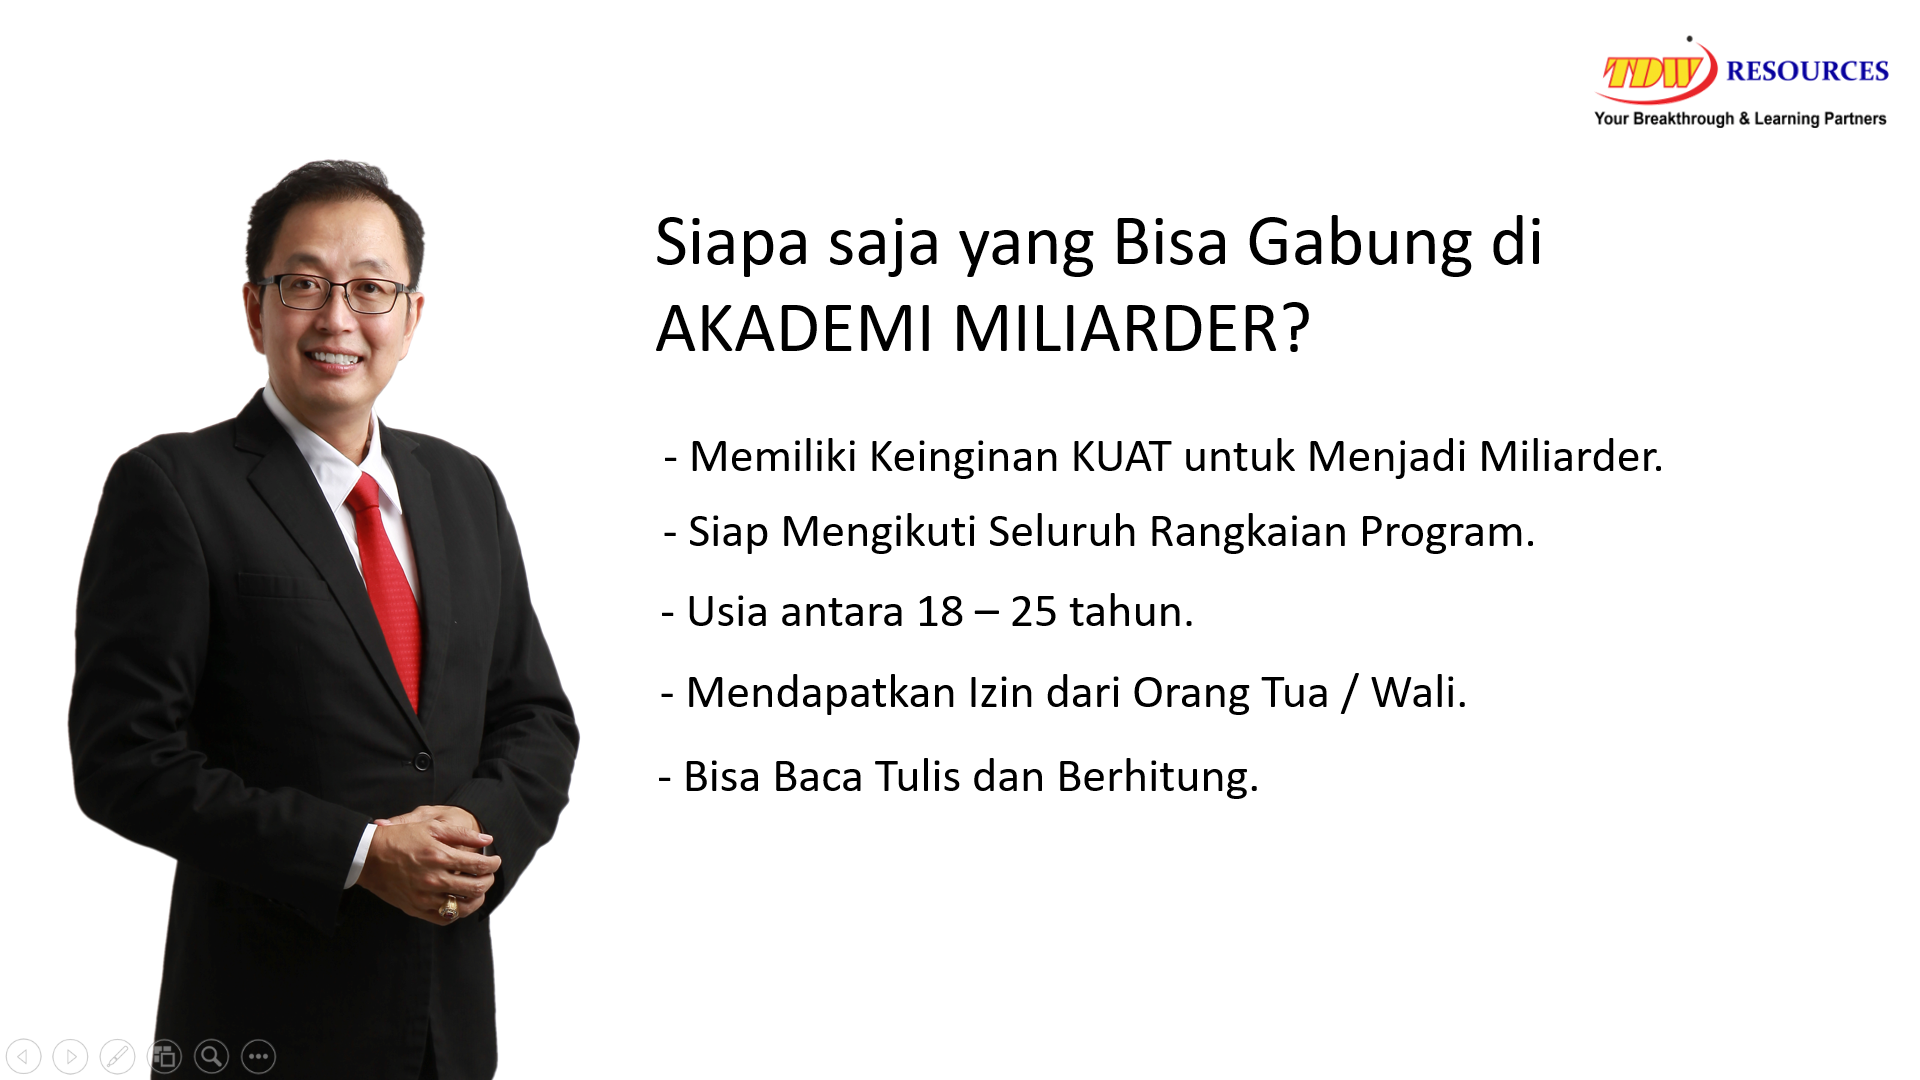 TDW RESOURCES
Your Breakthrough & Learning Partners
Siapa saja yang Bisa Gabung di
AKADEMI MILIARDER?
- Memiliki Keinginan KUAT untuk Menjadi Miliarder.
- Siap Mengikuti Seluruh Rangkaian Program.
- Usia antara 18 – 25 tahun.
- Mendapatkan Izin dari Orang Tua / Wali.
- Bisa Baca Tulis dan Berhitung.